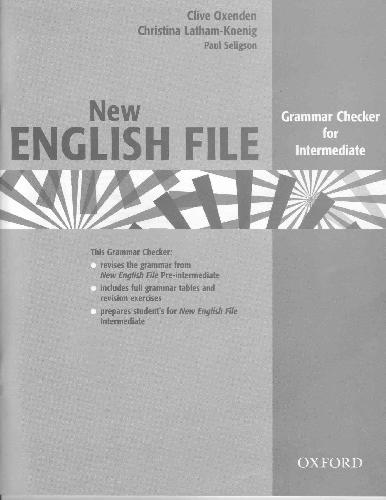 Clive Oxenden
Christina Latham-Koenig
Paul Seligson
New
ENGLISH FILE
Grammar Checker
for
Intermediate
This Grammar Checker:
revises the grammar from
New English File Pre-intermediate
includes full grammar tables and
revision exercises
prepares student's for New English File
Intermediate
OXFORD